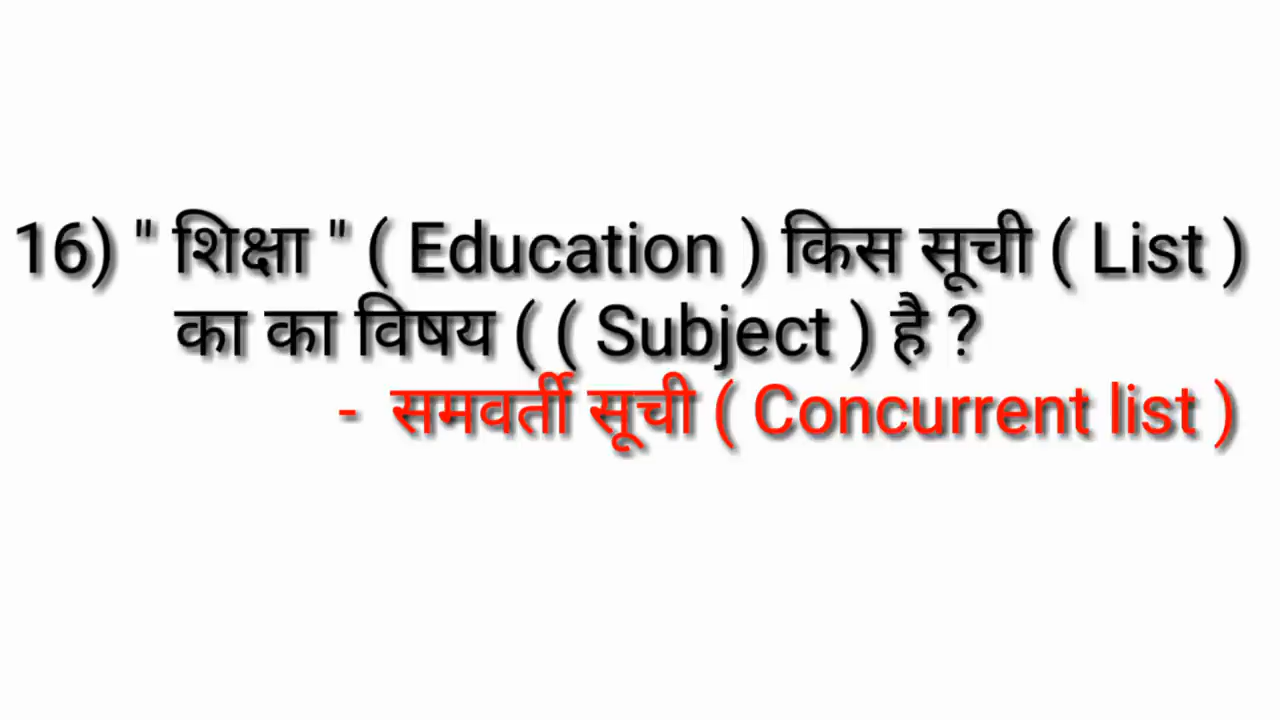 16) " शिक्षा " ( Education ) किस सूची ( List )
का का विषय ( ( Subject ) है ?
- समवर्ती सूची ( Concurrent list )